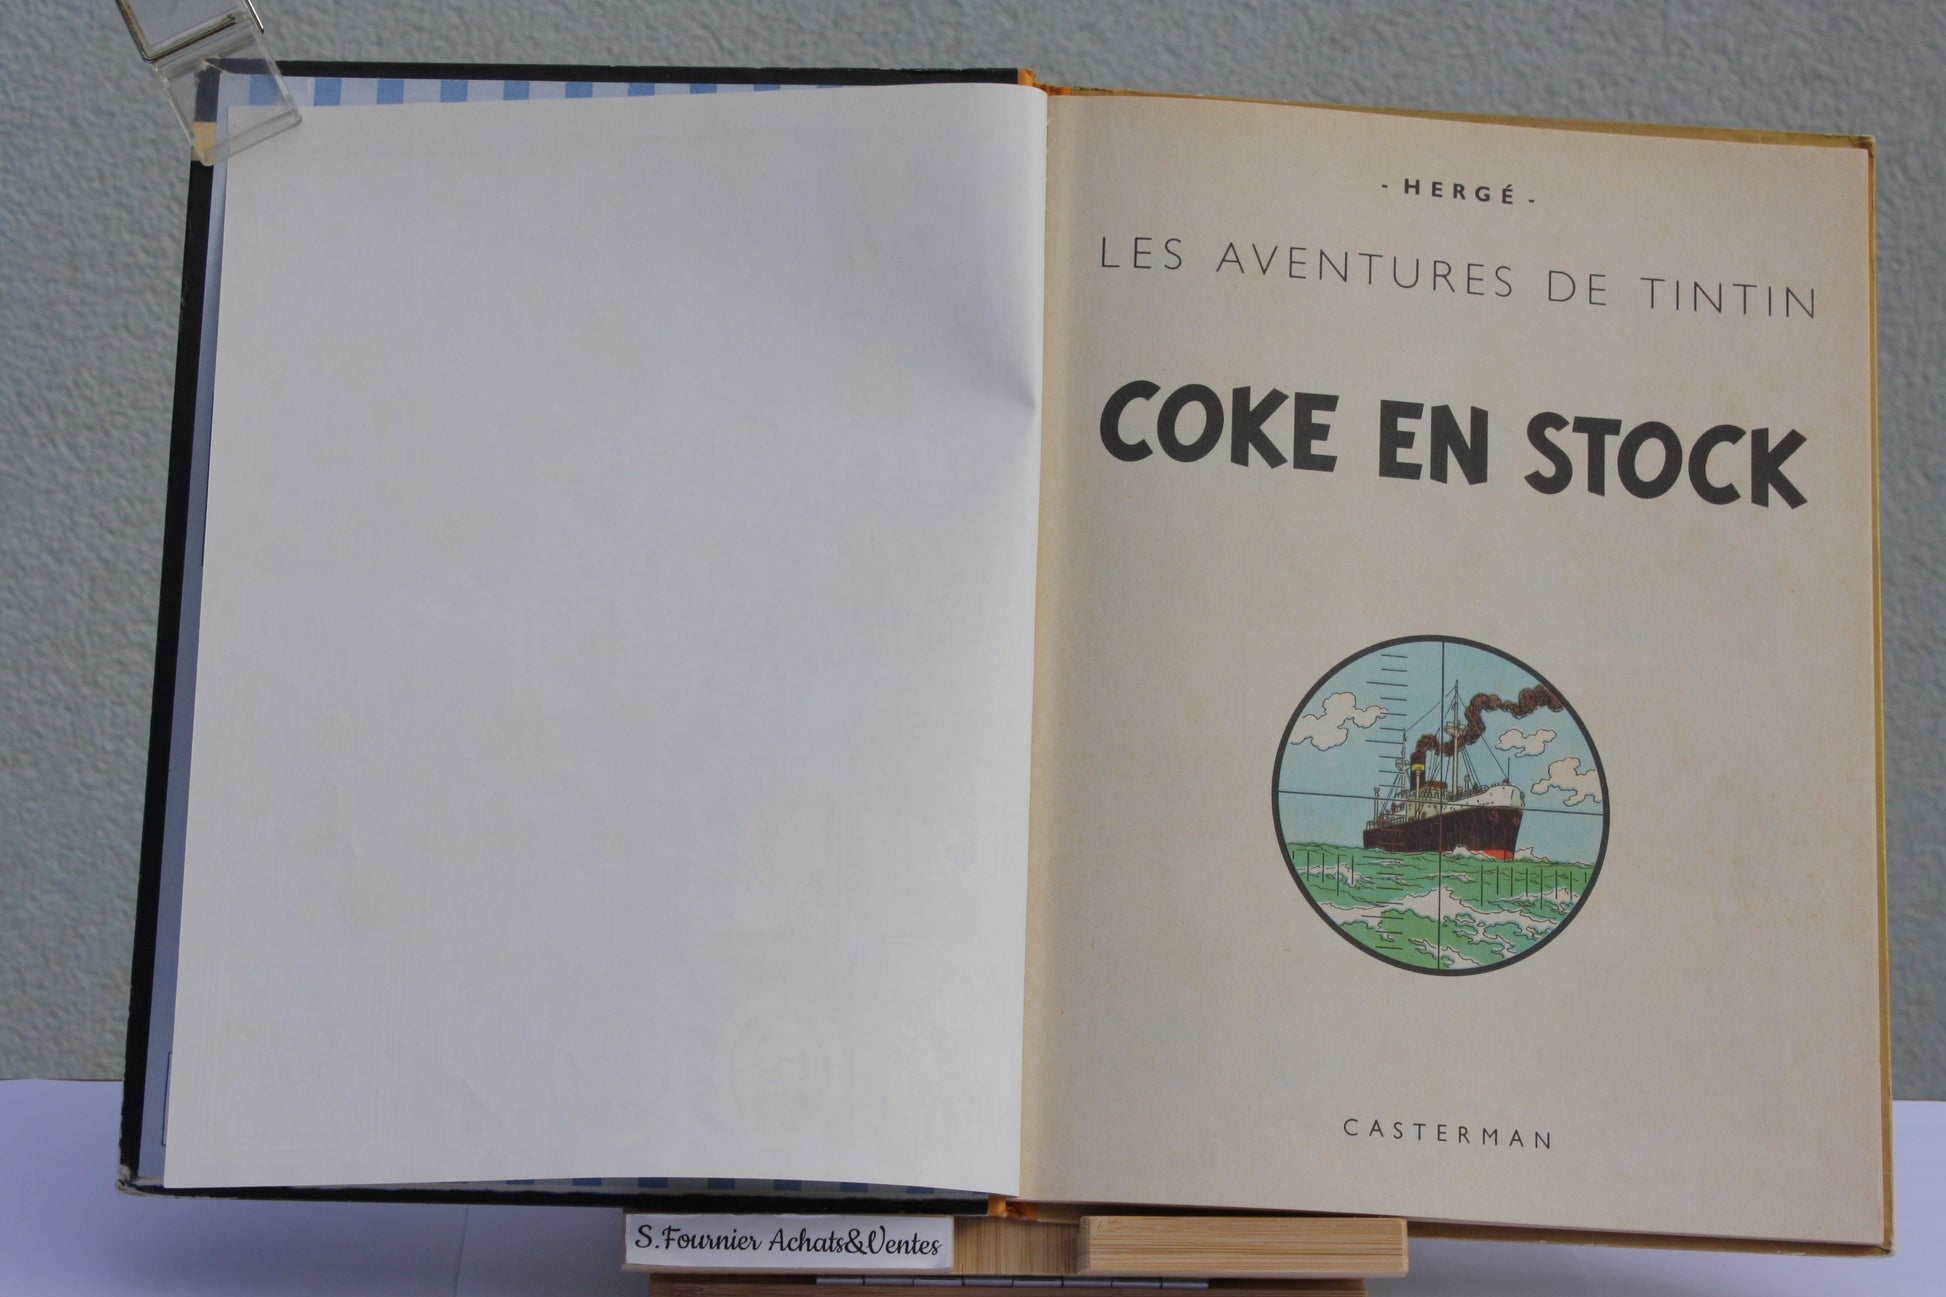 - HERGÉ -
LES AVENTURES DE TINTIN
COKE EN STOCK
CASTERMAN
S.Fournier Achats&Ventes